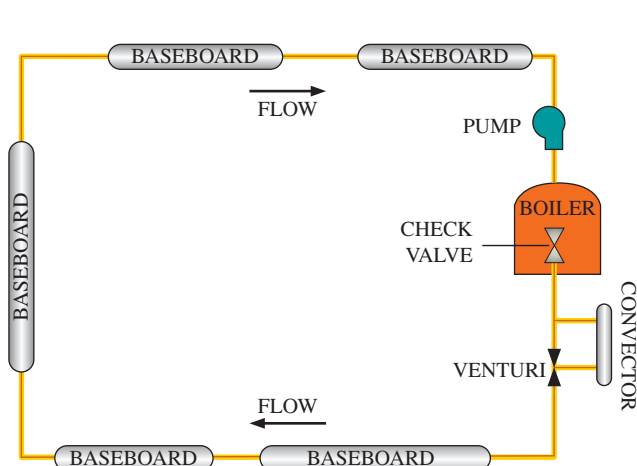 BASEBOARD
BASEBOARD
FLOW
PUMP
BOILER
CHECK
VALVE
BASEBOARD
CONVECTOR
VENTURI
FLOW
BASEBOARD
BASEBOARD